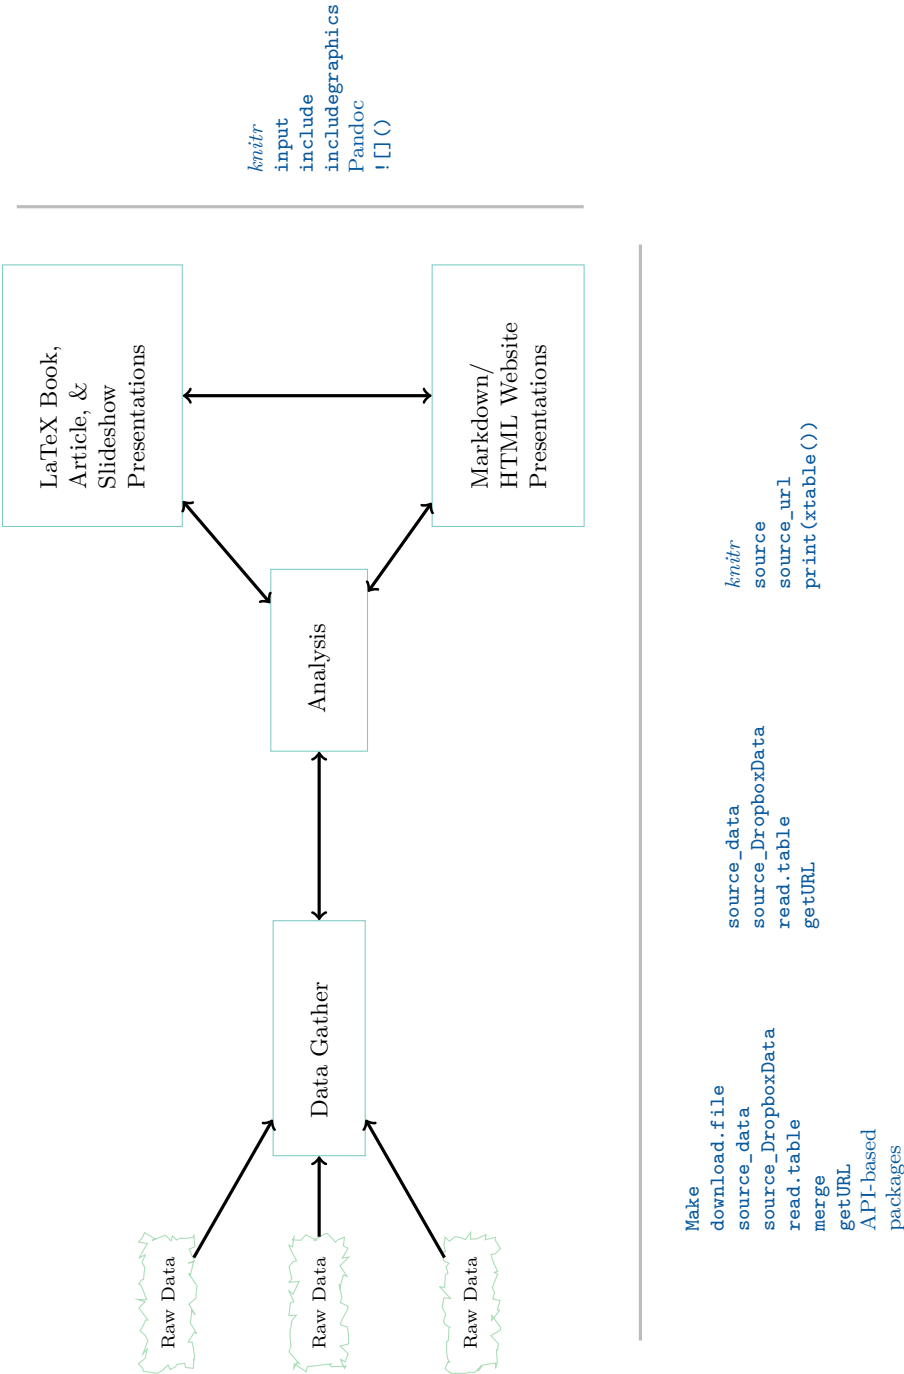 Raw Data
Raw Data
Raw Data
Data Gather
Analysis
LaTeX Book,
Article, &
Slideshow
Presentations
Markdown/
HTML Website
Presentations
knitr
input
include
includegraphics
Pandoc
![]()
Make
download.file
source_data
source_DropboxData
read.table
merge
getURL
API-based
packages
source_data
source_DropboxData
read.table
getURL
knitr
source
source_url
print(xtable())